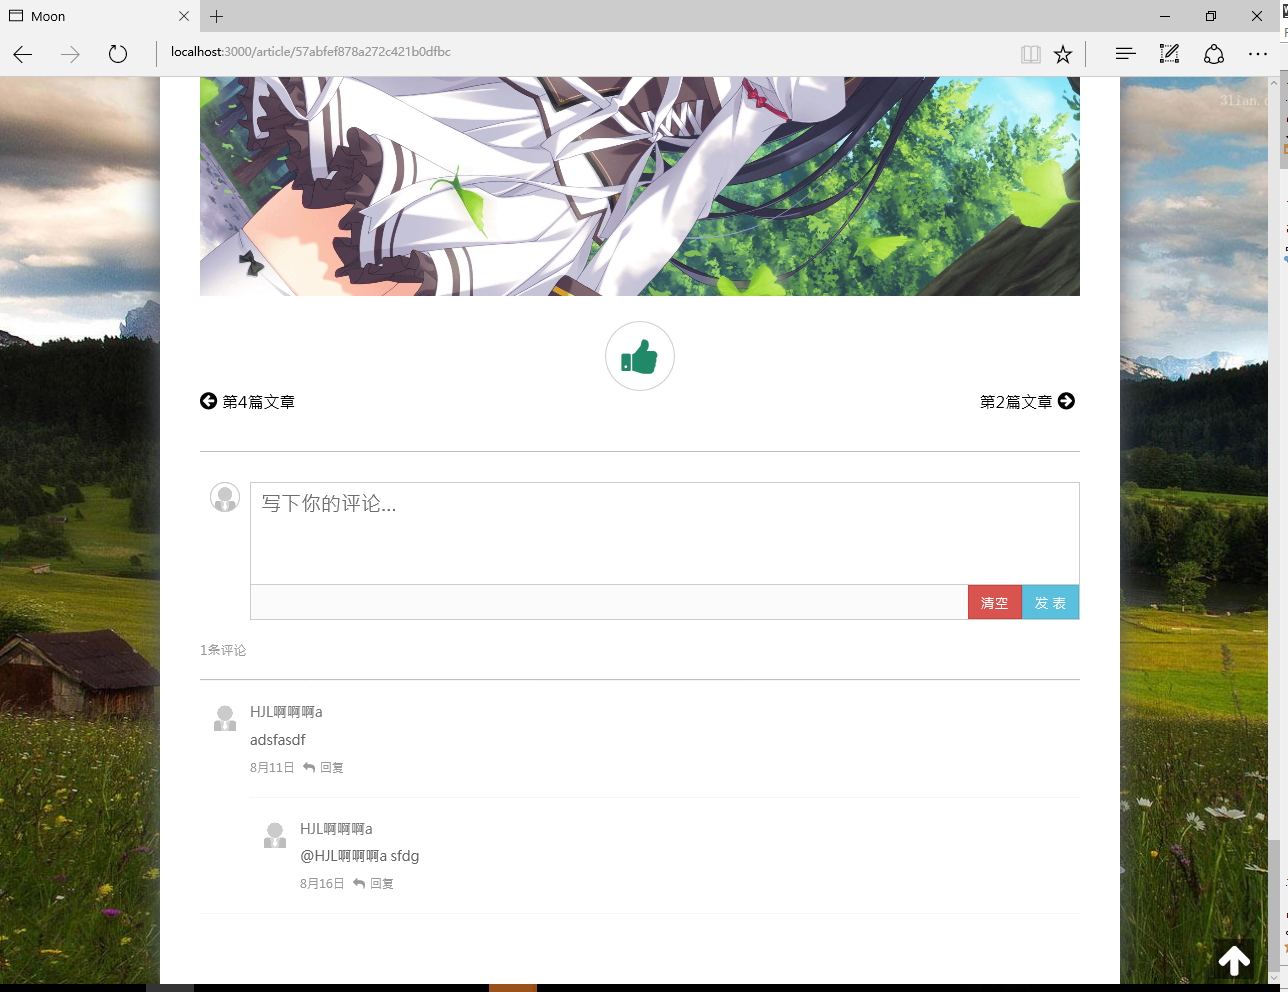 Moon
localhost:3000/article/57abfef878a272c421b0dfbc
第4篇文章
第2篇文章
写下你的评论...
清空
发 表
1条评论
HJL啊啊啊a
adsfasdf
8月11日 回复
HJL啊啊啊a
@HJL啊啊啊a sfdg
8月16日 回复